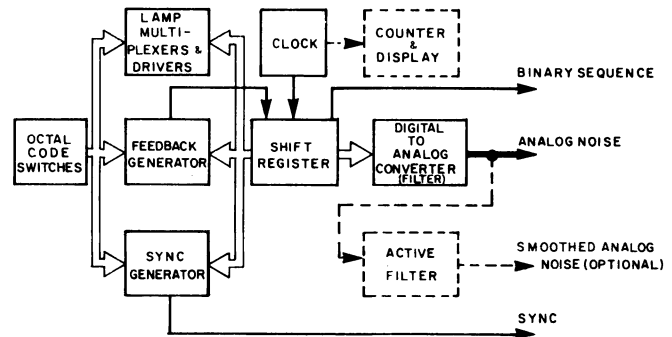 LAMP
MULTI-
PLEXERS &
DRIVERS
CLOCK
COUNTER
&
DISPLAY
BINARY SEQUENCE
OCTAL
CODE
SWITCHES
FEEDBACK
GENERATOR
SHIFT
REGISTER
DIGITAL
TO
ANALOG
CONVERTER
(FILTER)
ANALOG NOISE
SYNC
GENERATOR
ACTIVE
FILTER
SMOOTHED ANALOG
NOISE (OPTIONAL)
SYNC